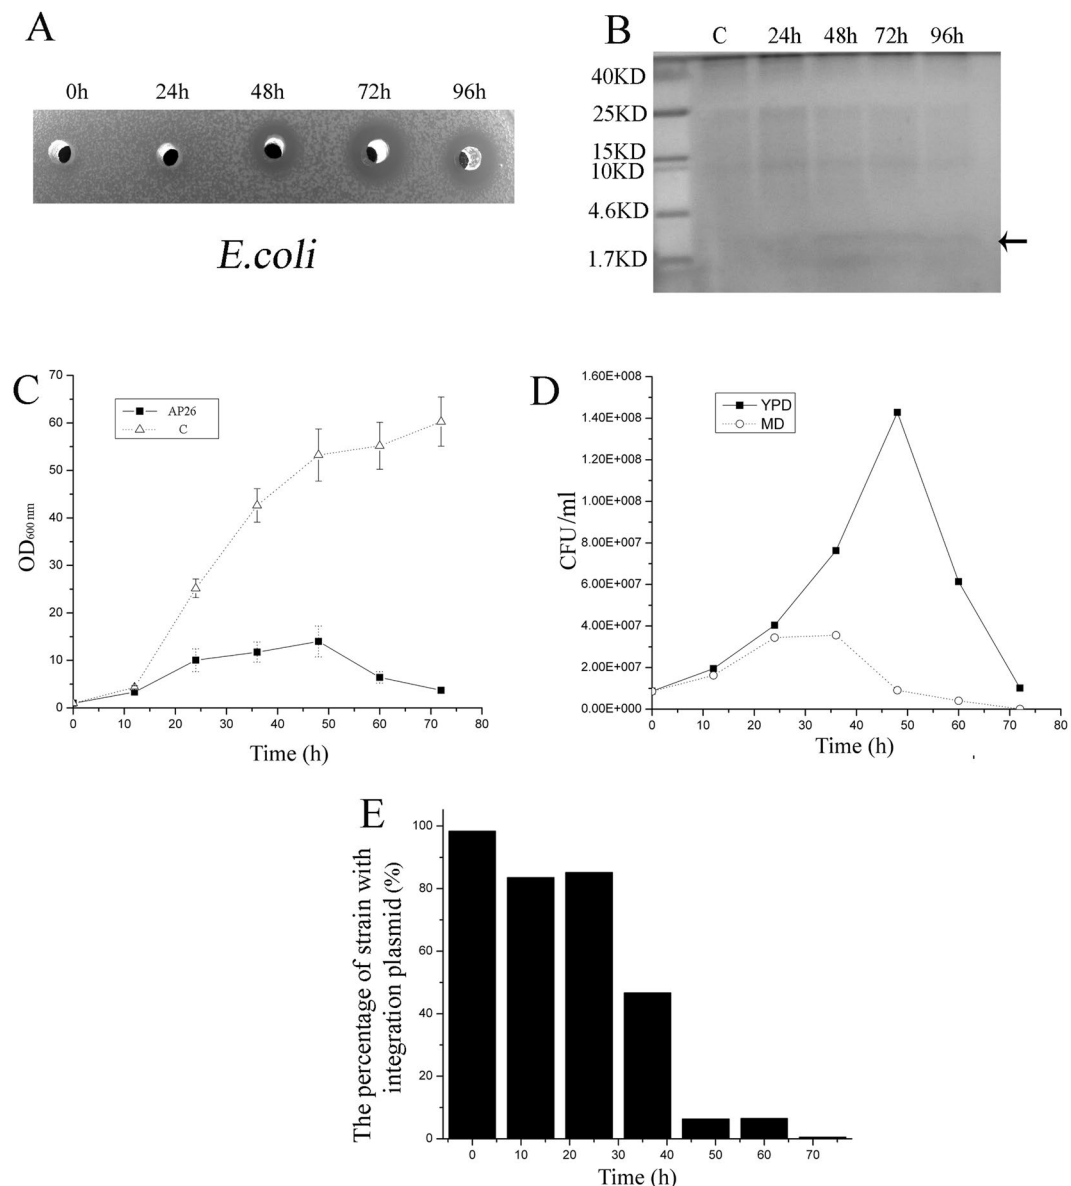 A
0h 24h 48h 72h 96h
E.coli
B
C 24h 48h 72h 96h
40KD
25KD
15KD
10KD
4.6KD
1.7KD
C
70
60
50
40
30
20
10
0
AP26
C
OD600 nm
0 10 20 30 40 50 60 70 80
Time (h)
D
1.60E+008
1.40E+008
1.20E+008
1.00E+008
8.00E+007
6.00E+007
4.00E+007
2.00E+007
0.00E+000
YPD
MD
CFU/ml
0 10 20 30 40 50 60 70 80
Time (h)
E
100
80
60
40
20
0
The percentage of strain with
integration plasmid (%)
0 10 20 30 40 50 60 70
Time (h)